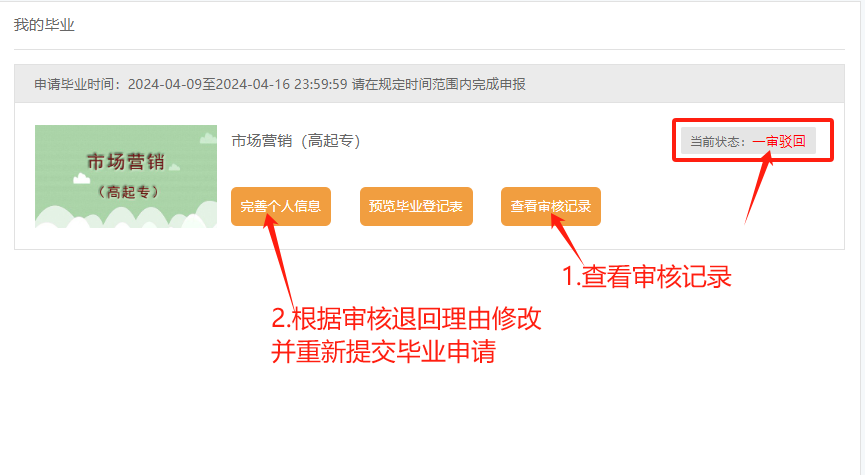 我的毕业
申请毕业时间：2024-04-09至2024-04-16 23:59:59 请在规定时间范围内完成申报
市场营销
（高起专）
市场营销（高起专）
当前状态：一审驳回
完善个人信息
预览毕业登记表
查看审核记录
1.查看审核记录
2.根据审核退回理由修改
并重新提交毕业申请